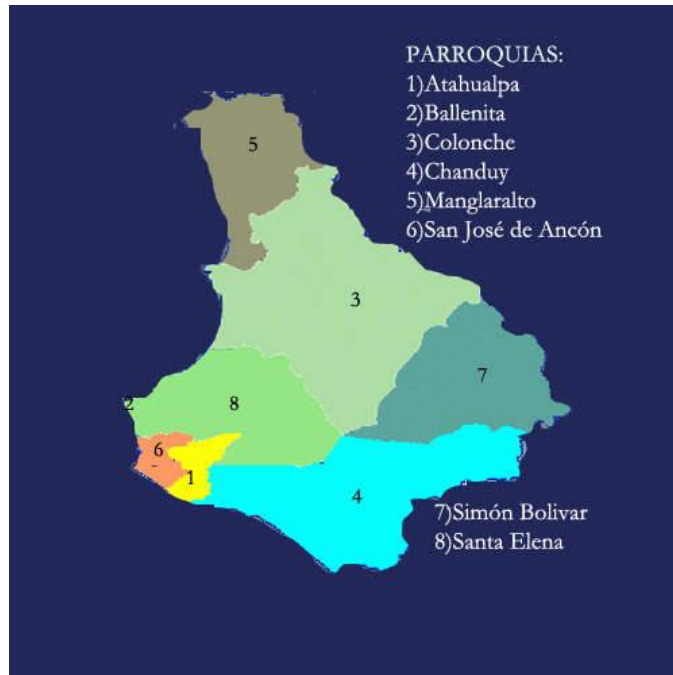 PARROQUIAS:
1)Atahualpa
2)Ballenita
3)Colonche
4)Chanduy
5)Manglaralto
6)San José de Ancón
5
3
7
2
8
6
1
4
7)Simón Bolivar
8)Santa Elena